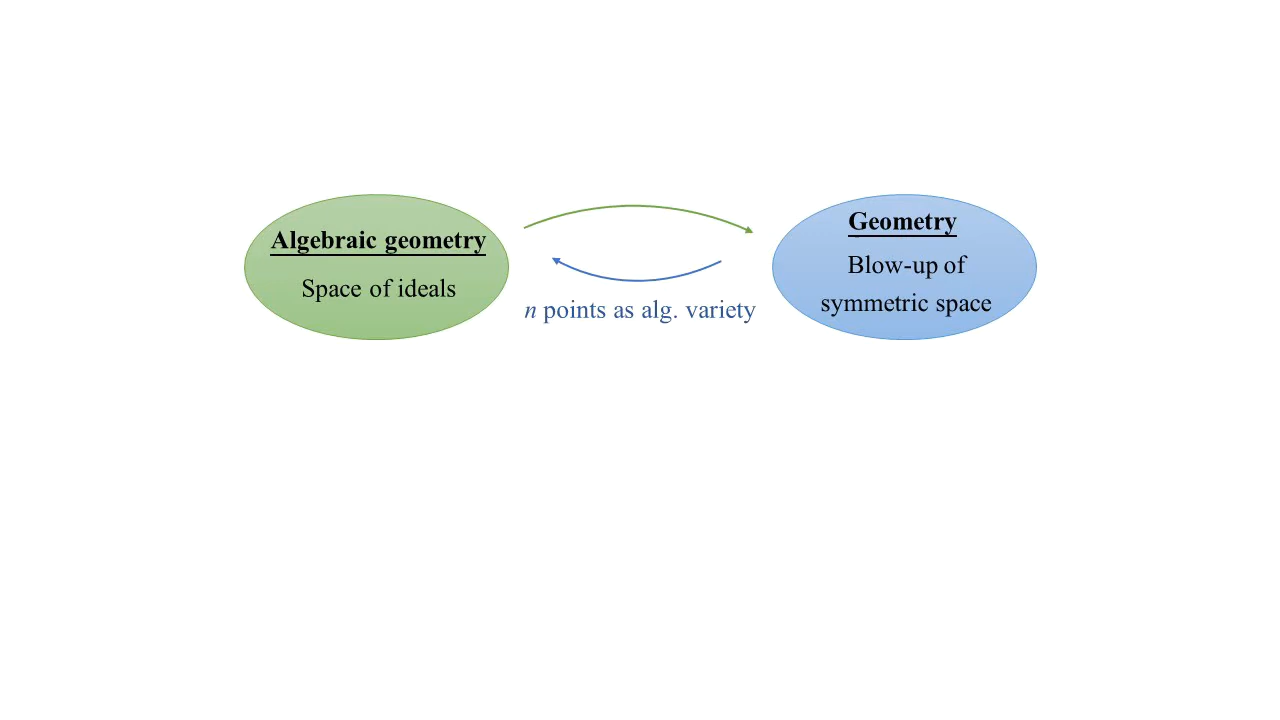 Algebraic geometry
Space of ideals
n points as alg. variety
Geometry
Blow-up of
symmetric space